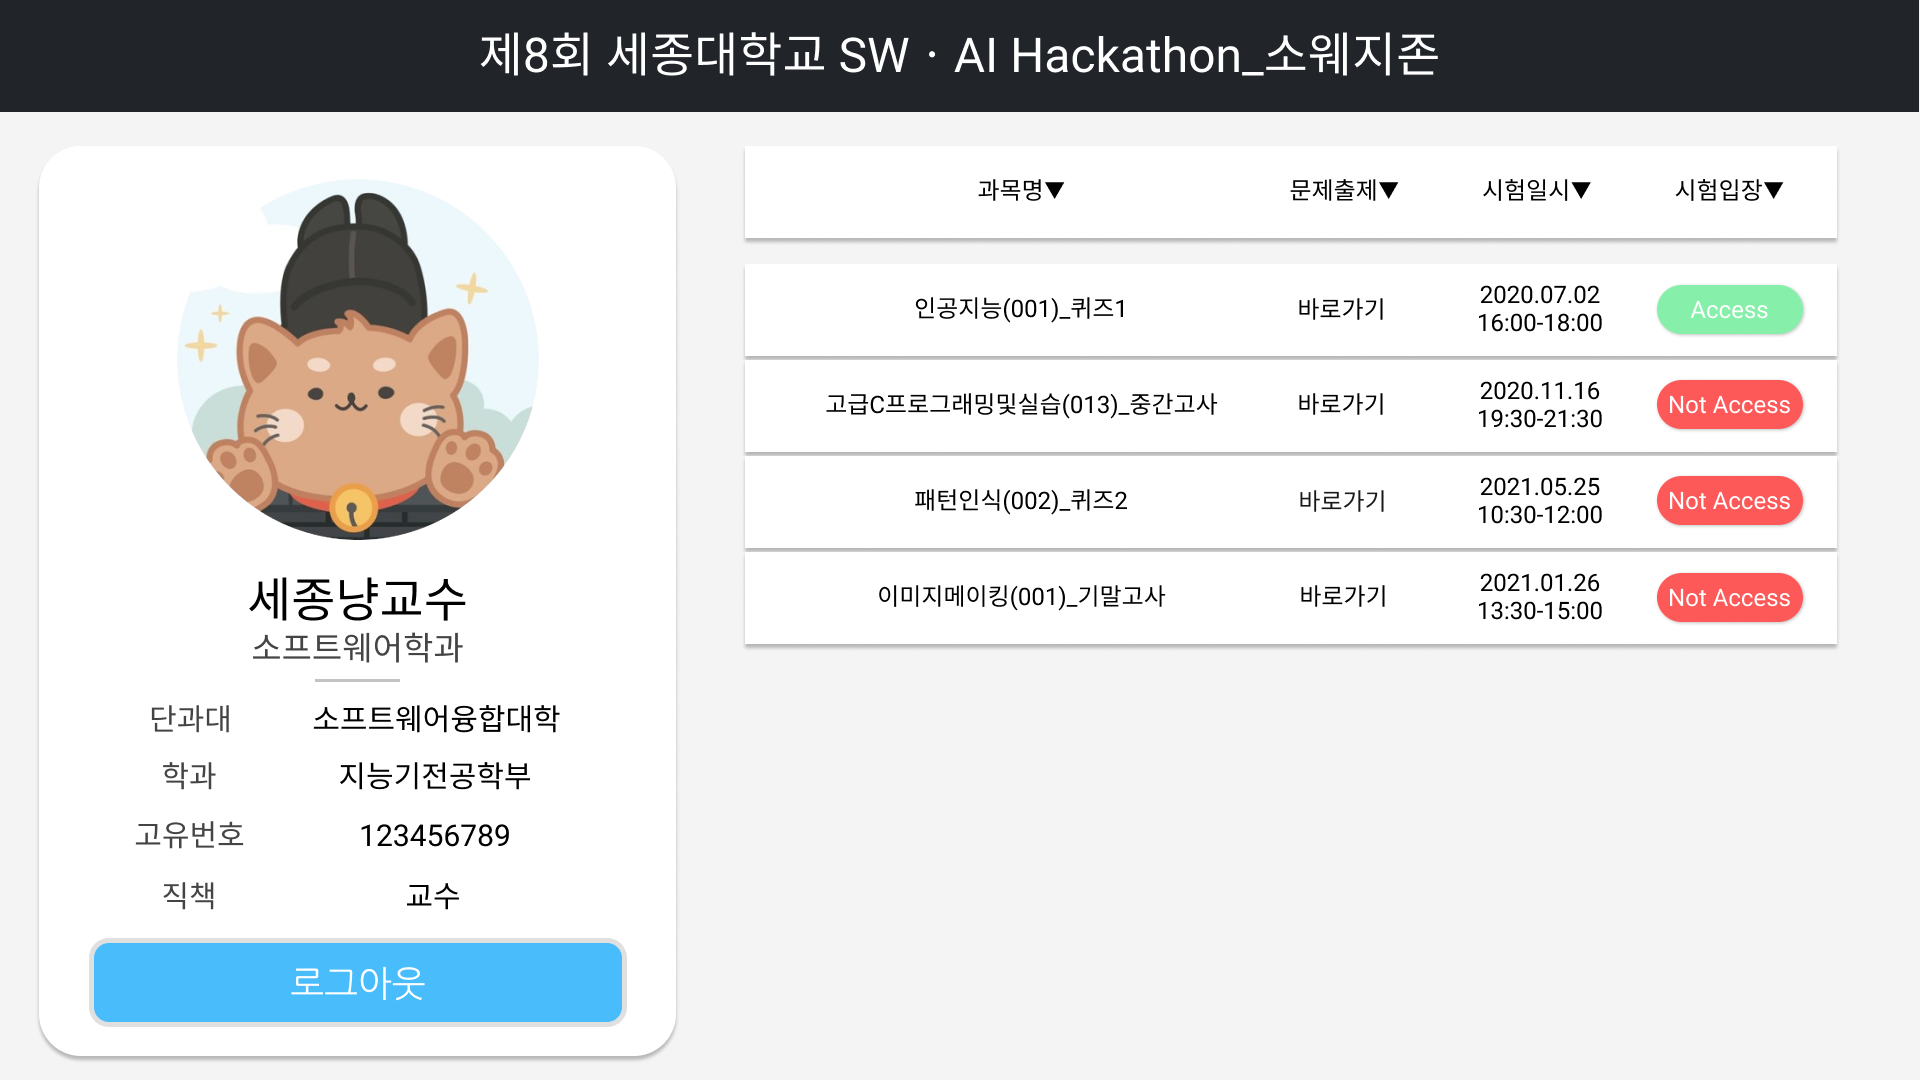 제8회 세종대학교 SW · AI Hackathon_소웨지존
세종냥교수
소프트웨어학과
단과대 소프트웨어융합대학
학과 지능기전공학부
고유번호 123456789
직책 교수
로그아웃
과목명▼ 문제출제▼ 시험일시▼ 시험입장▼
인공지능(001)_퀴즈1 바로가기 2020.07.02 16:00-18:00 Access
고급C프로그래밍및실습(013)_중간고사 바로가기 2020.11.16 19:30-21:30 Not Access
패턴인식(002)_퀴즈2 바로가기 2021.05.25 10:30-12:00 Not Access
이미지메이킹(001)_기말고사 바로가기 2021.01.26 13:30-15:00 Not Access